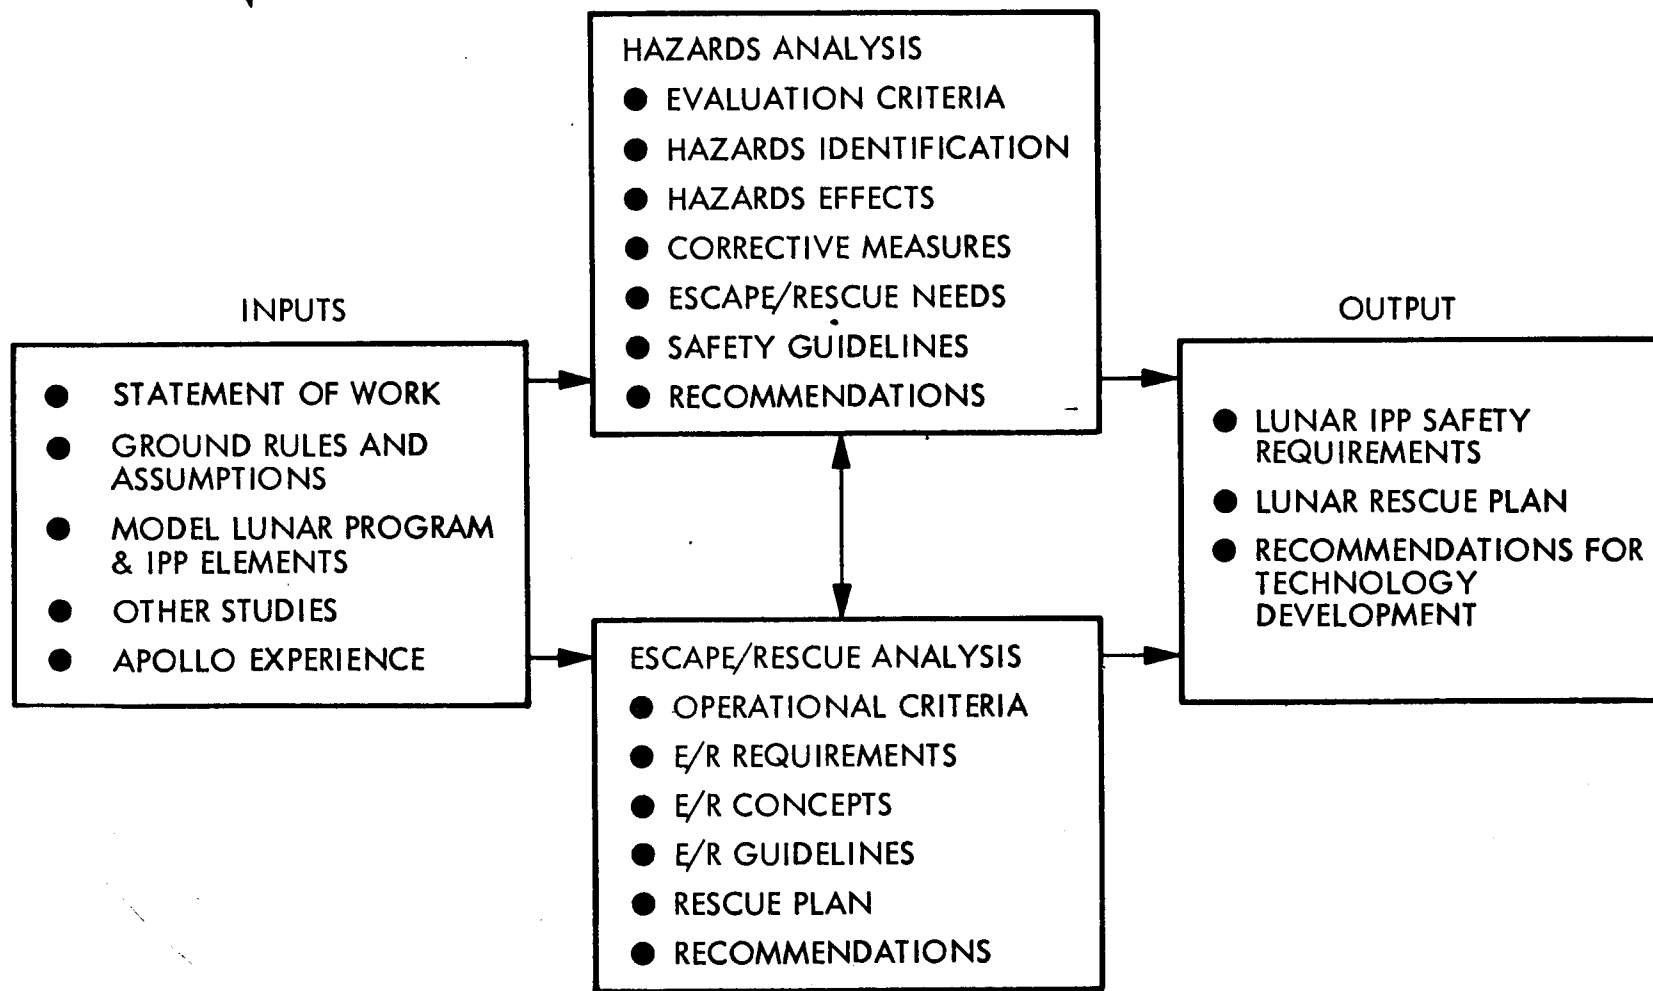 INPUTS
● STATEMENT OF WORK
● GROUND RULES AND
ASSUMPTIONS
● MODEL LUNAR PROGRAM
& IPP ELEMENTS
● OTHER STUDIES
● APOLLO EXPERIENCE
HAZARDS ANALYSIS
● EVALUATION CRITERIA
● HAZARDS IDENTIFICATION
● HAZARDS EFFECTS
● CORRECTIVE MEASURES
● ESCAPE/RESCUE NEEDS
● SAFETY GUIDELINES
● RECOMMENDATIONS
ESCAPE/RESCUE ANALYSIS
● OPERATIONAL CRITERIA
● E/R REQUIREMENTS
● E/R CONCEPTS
● E/R GUIDELINES
● RESCUE PLAN
● RECOMMENDATIONS
OUTPUT
● LUNAR IPP SAFETY
REQUIREMENTS
● LUNAR RESCUE PLAN
● RECOMMENDATIONS FOR
TECHNOLOGY
DEVELOPMENT